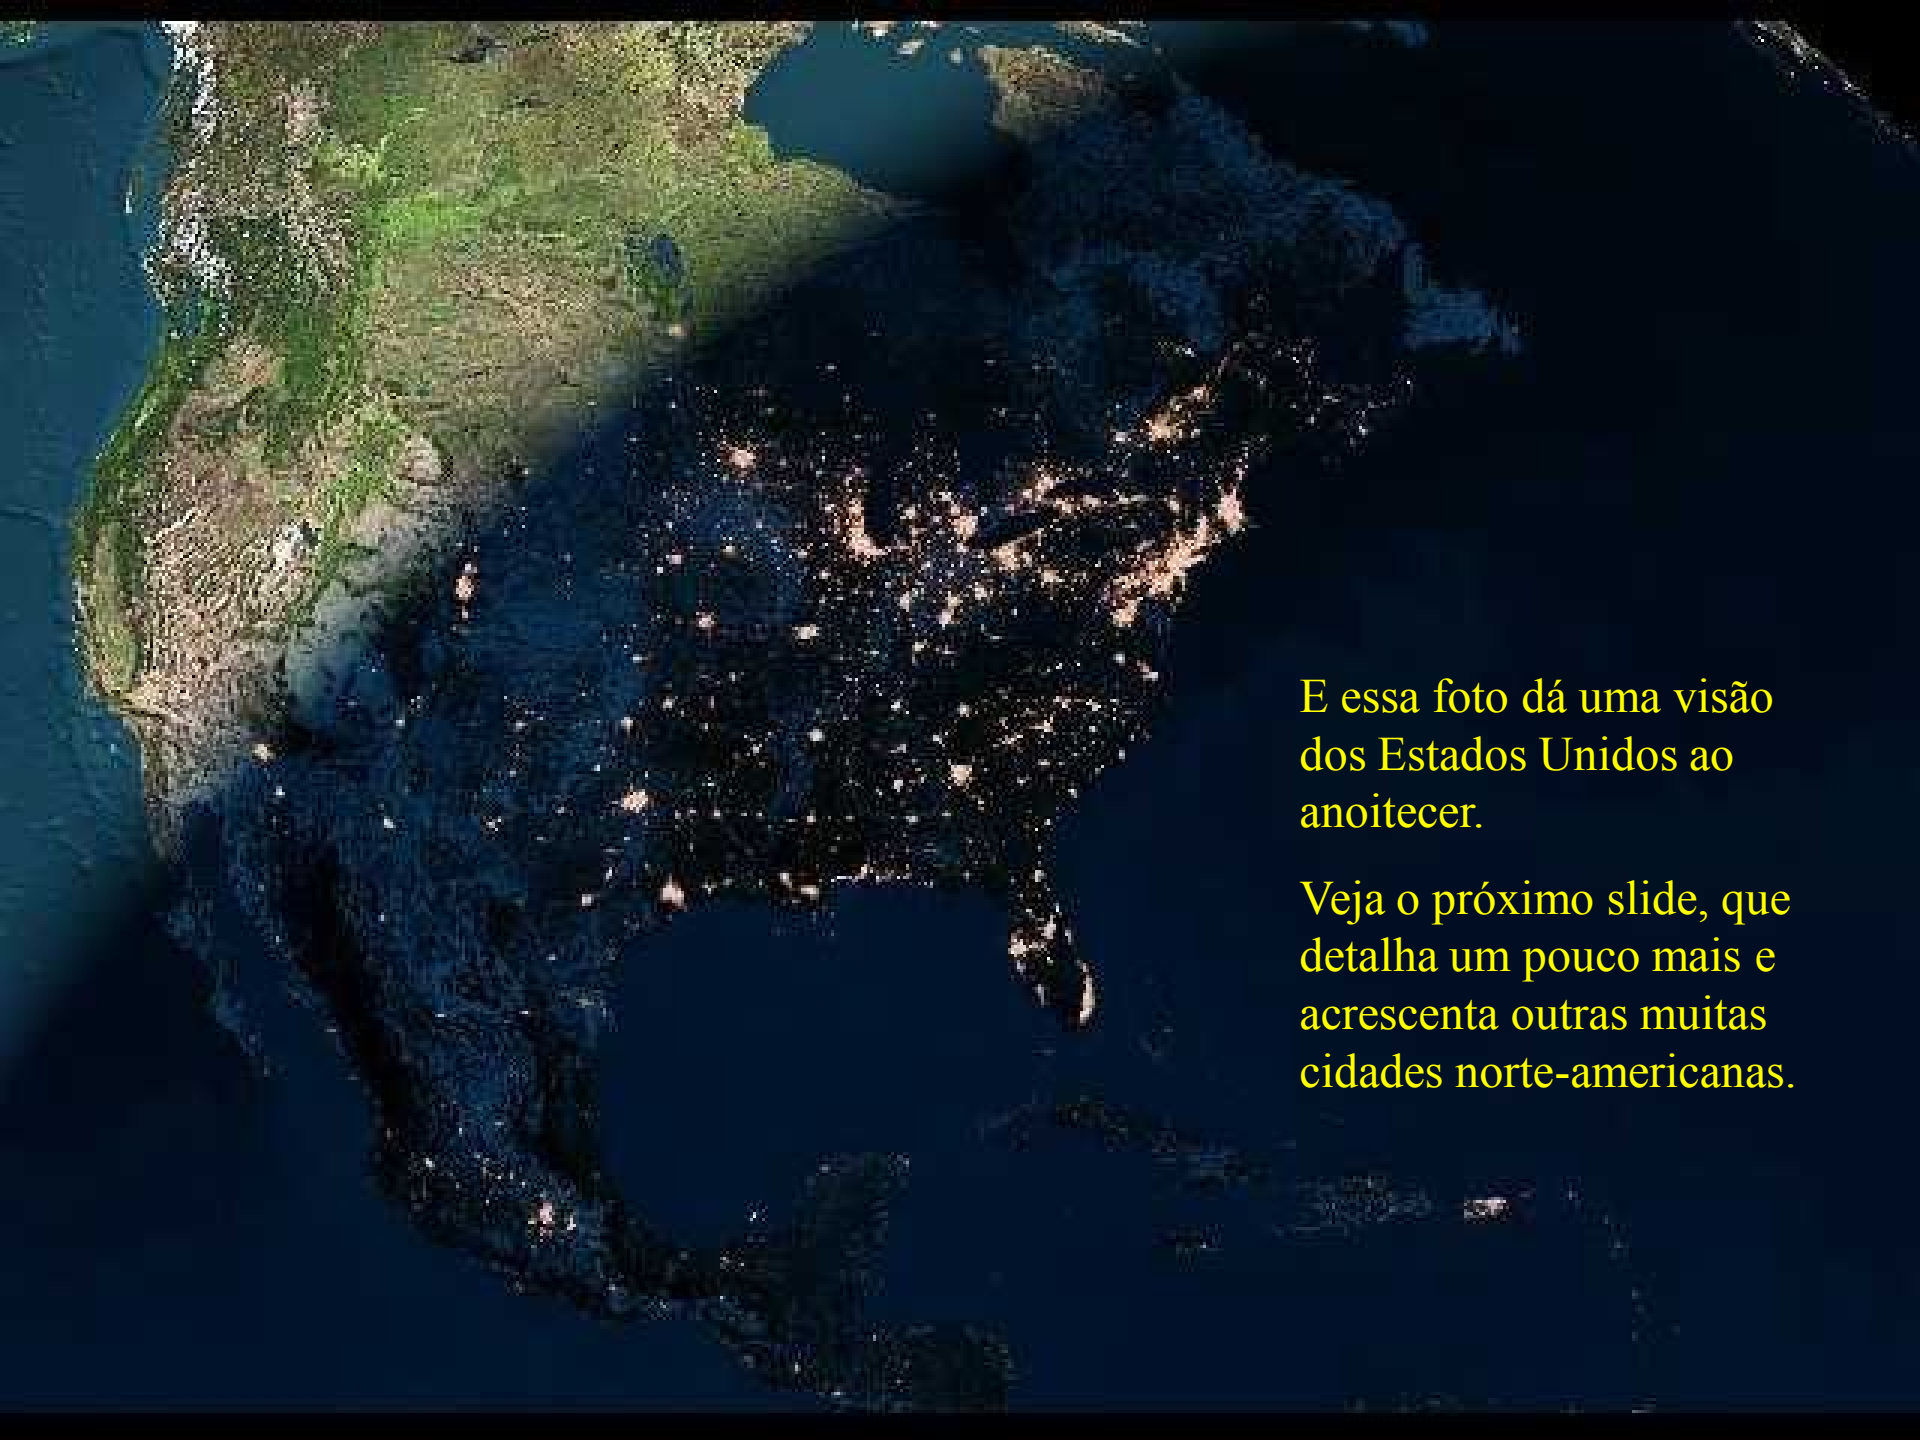 E essa foto dá uma visão
dos Estados Unidos ao
anoitecer.
Veja o próximo slide, que
detalha um pouco mais e
acrescenta outras muitas
cidades norte-americanas.